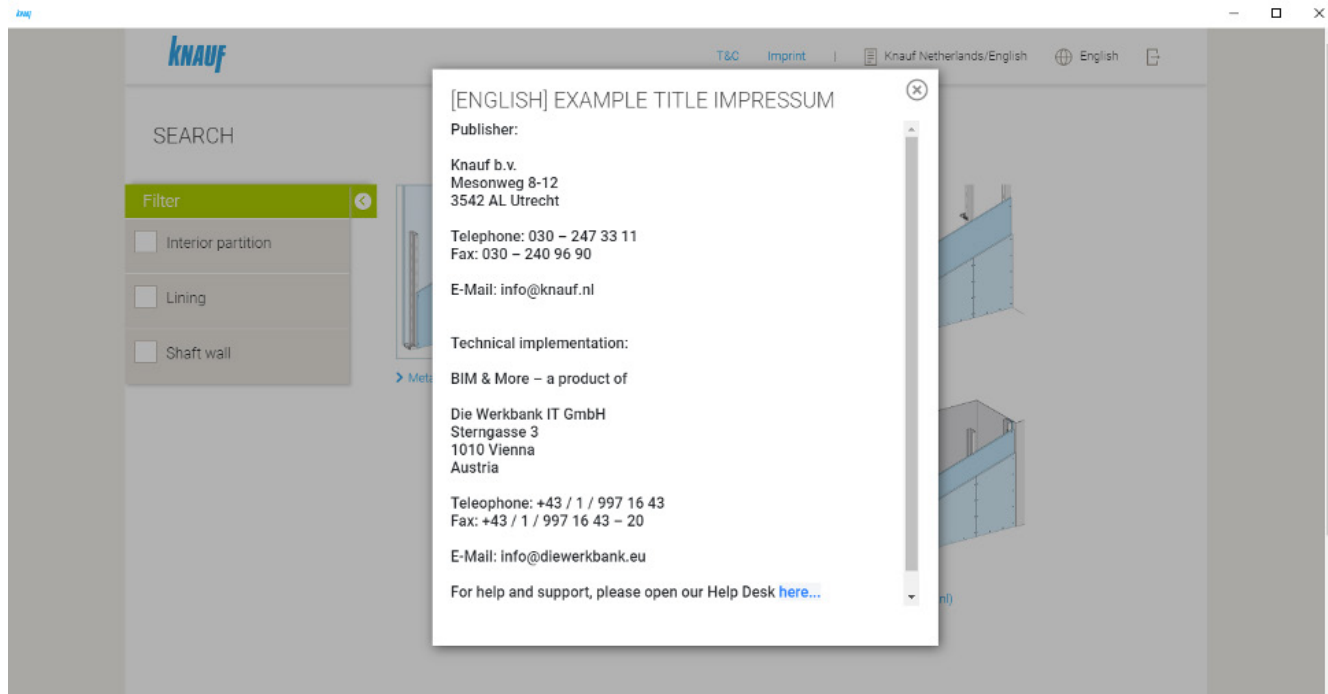 knauf
KNAUF
T&C Imprint | Knauf Netherlands/English English
SEARCH
Filter
Interior partition
Lining
Shaft wall
[ENGLISH] EXAMPLE TITLE IMPRESSUM
Publisher:
Knauf b.v.
Mesonweg 8-12
3542 AL Utrecht
Telephone: 030 – 247 33 11
Fax: 030 – 240 96 90
E-Mail: info@knauf.nl
Technical implementation:
BIM & More – a product of
Die Werkbank IT GmbH
Sterngasse 3
1010 Vienna
Austria
Teleophone: +43 / 1 / 997 16 43
Fax: +43 / 1 / 997 16 43 – 20
E-Mail: info@diewerkbank.eu
For help and support, please open our Help Desk here...
Meta
nl)